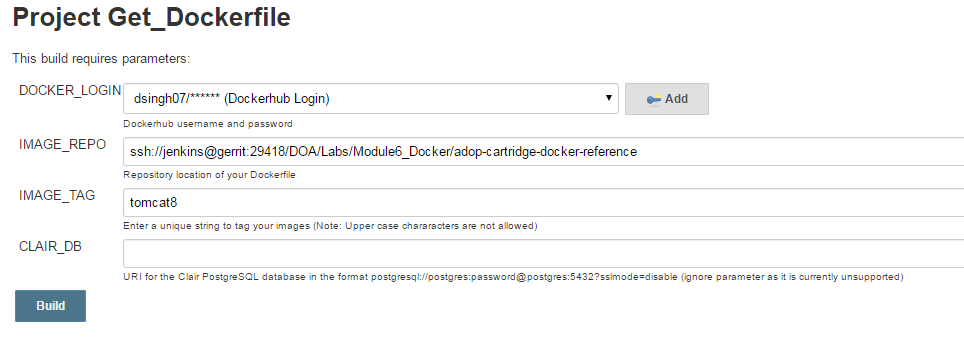 Project Get_Dockerfile
This build requires parameters:
DOCKER_LOGIN
dsingh07/****** (Dockerhub Login)
Add
Dockerhub username and password
IMAGE_REPO
ssh://jenkins@gerrit:29418/DOA/Labs/Module6_Docker/adop-cartridge-docker-reference
Repository location of your Dockerfile
IMAGE_TAG
tomcat8
Enter a unique string to tag your images (Note: Upper case chararcters are not allowed)
CLAIR_DB
URI for the Clair PostgreSQL database in the format postgresql://postgres:password@postgres:5432?sslmode=disable (ignore parameter as it is currently unsupported)
Build